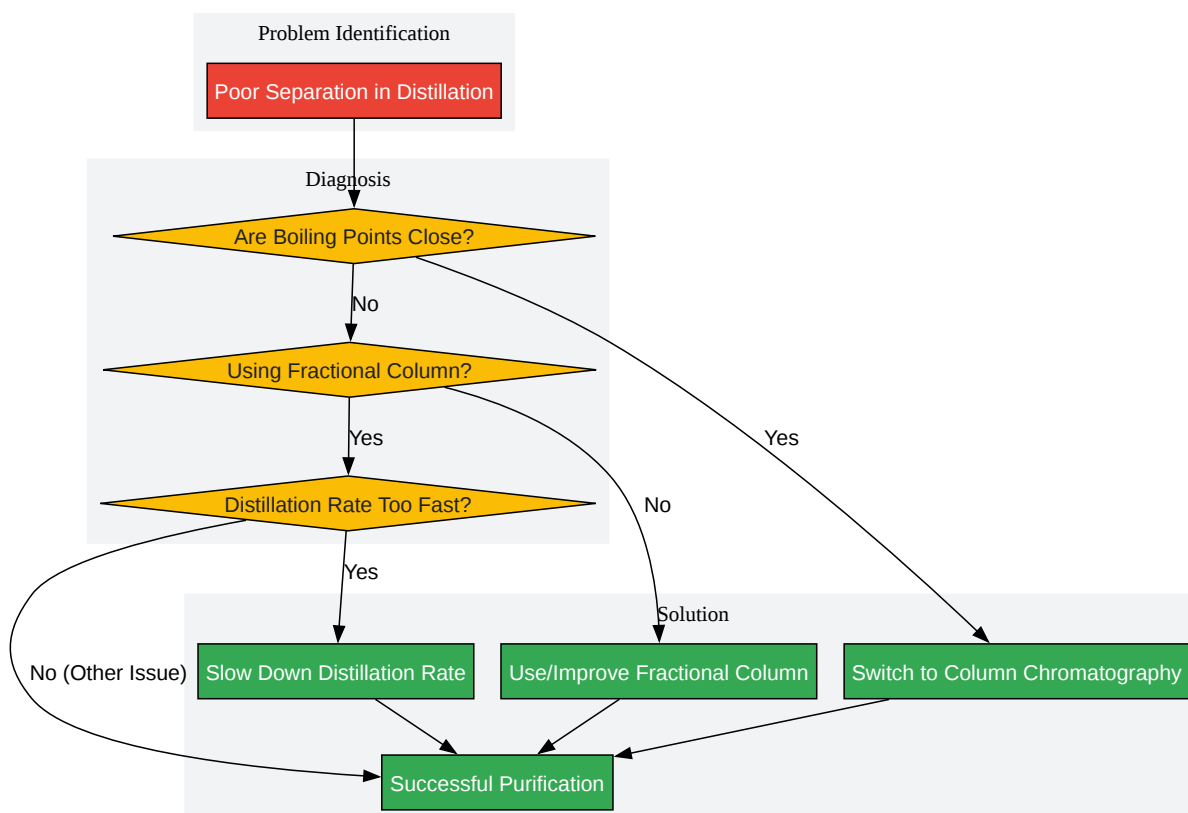 Problem Identification
Poor Separation in Distillation
Diagnosis
Are Boiling Points Close?
No
Using Fractional Column?
Yes
Yes
Distillation Rate Too Fast?
No
Yes
Solution
No (Other Issue)
Slow Down Distillation Rate
Use/Improve Fractional Column
Switch to Column Chromatography
Successful Purification